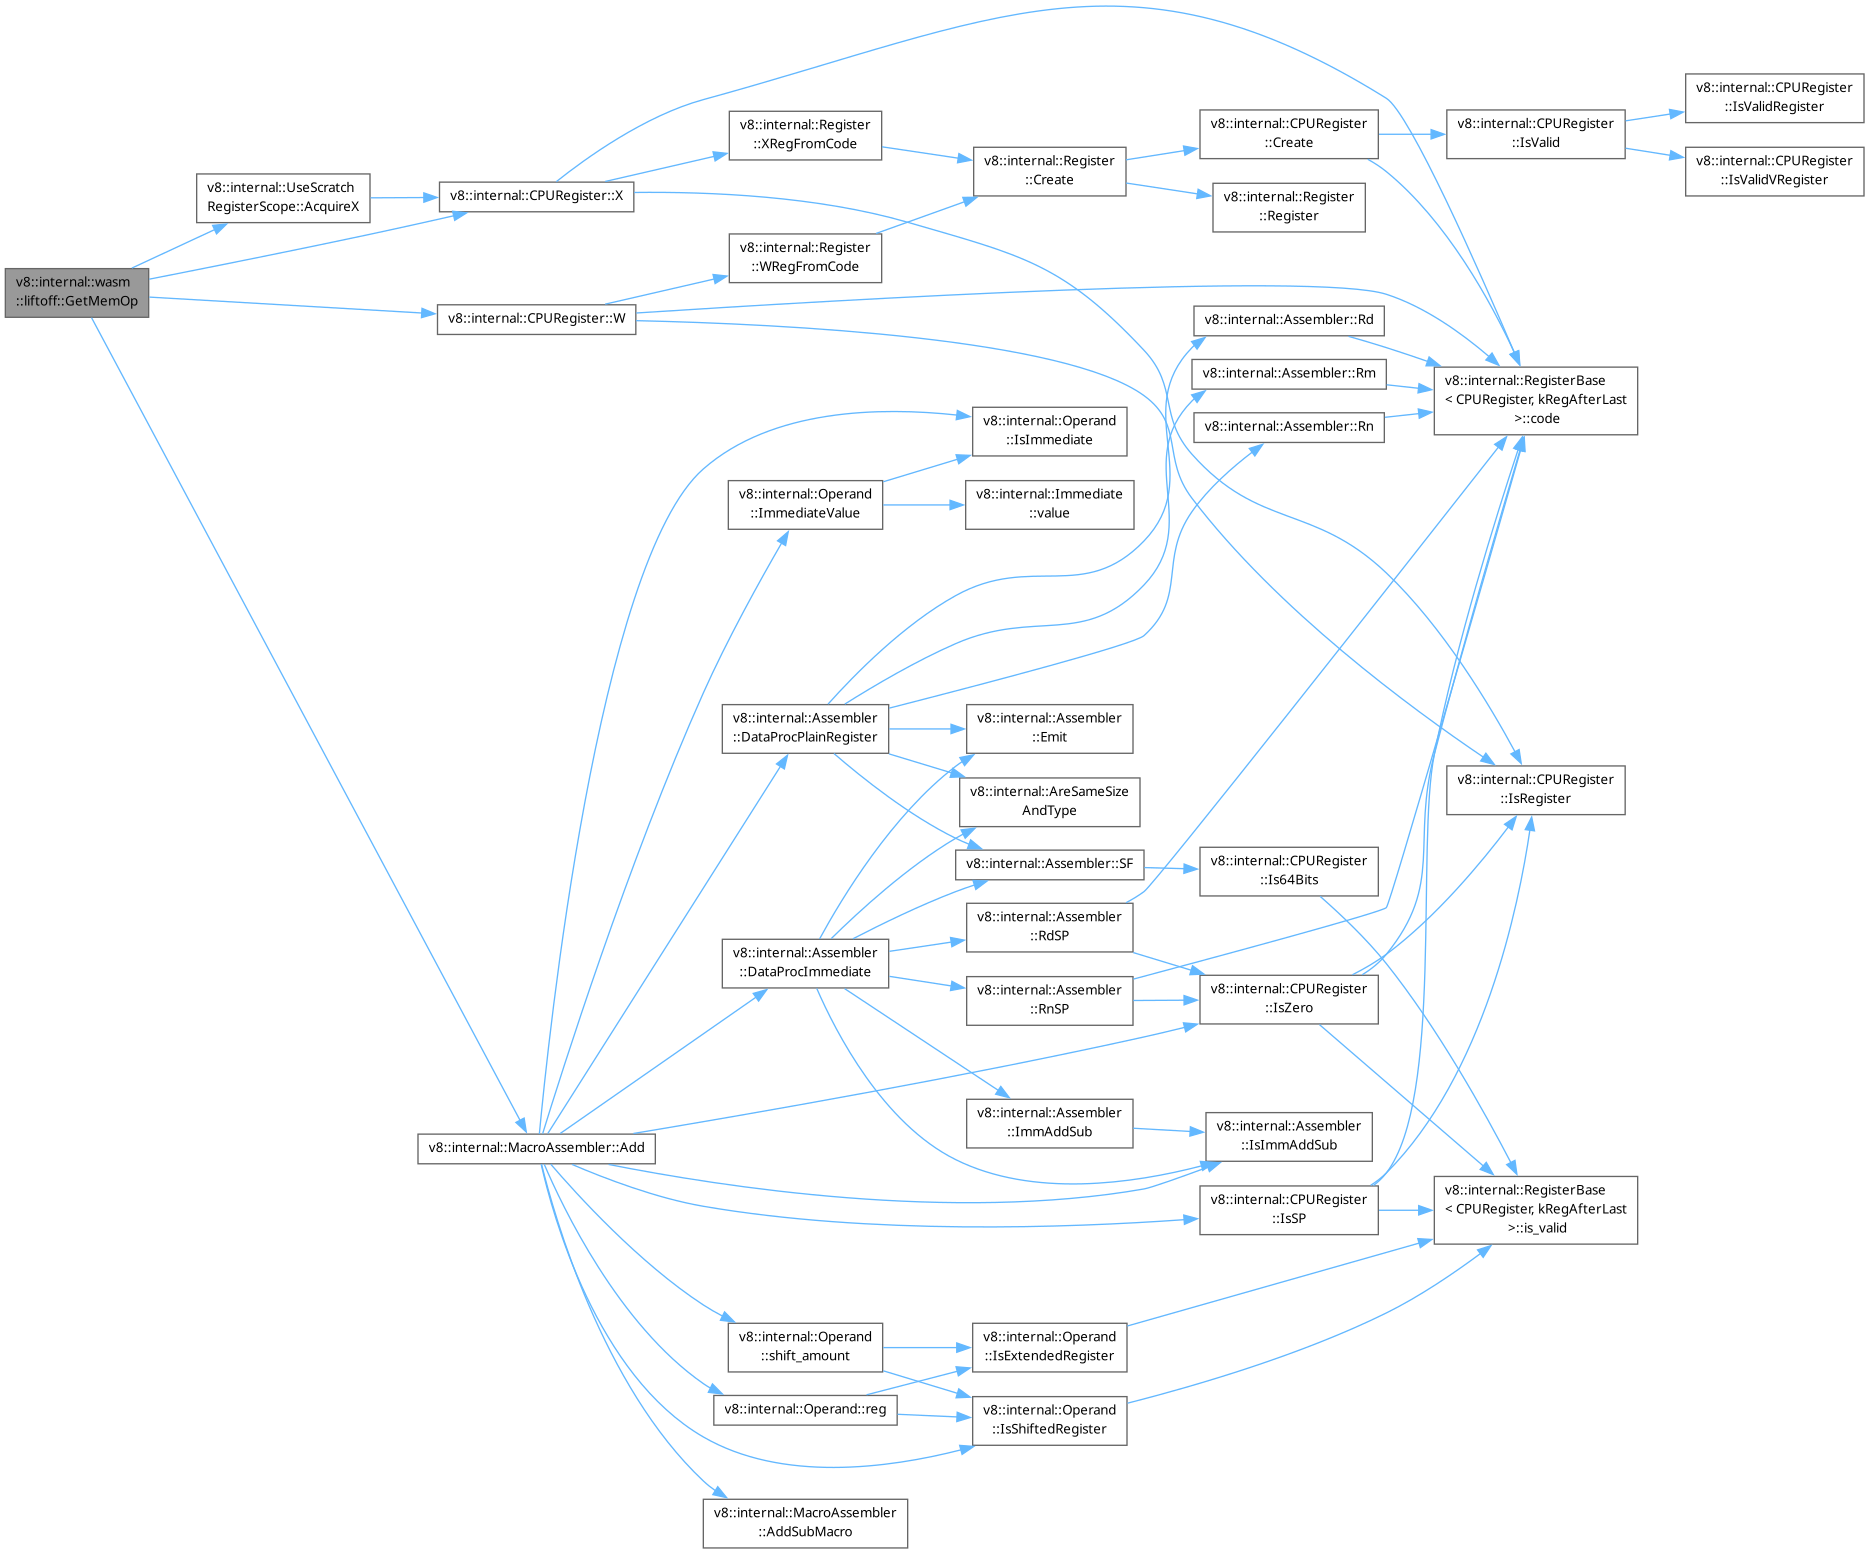 v8::internal::wasm
::liftoff::GetMemOp
v8::internal::UseScratch
RegisterScope::AcquireX
v8::internal::CPURegister::X
v8::internal::CPURegister::W
v8::internal::MacroAssembler::Add
v8::internal::Register
::XRegFromCode
v8::internal::Register
::WRegFromCode
v8::internal::Operand
::ImmediateValue
v8::internal::Assembler
::DataProcPlainRegister
v8::internal::Assembler
::DataProcImmediate
v8::internal::Operand
::shift_amount
v8::internal::Operand::reg
v8::internal::MacroAssembler
::AddSubMacro
v8::internal::Register
::Create
v8::internal::Operand
::IsImmediate
v8::internal::Immediate
::value
v8::internal::Assembler
::Emit
v8::internal::AreSameSize
AndType
v8::internal::Assembler::SF
v8::internal::Assembler
::RdSP
v8::internal::Assembler
::RnSP
v8::internal::Assembler
::ImmAddSub
v8::internal::Operand
::IsExtendedRegister
v8::internal::Operand
::IsShiftedRegister
v8::internal::CPURegister
::Create
v8::internal::Register
::Register
v8::internal::Assembler::Rd
v8::internal::Assembler::Rm
v8::internal::Assembler::Rn
v8::internal::CPURegister
::Is64Bits
v8::internal::CPURegister
::IsZero
v8::internal::Assembler
::IsImmAddSub
v8::internal::CPURegister
::IsSP
v8::internal::CPURegister
::IsValid
v8::internal::RegisterBase
< CPURegister, kRegAfterLast
>::code
v8::internal::CPURegister
::IsRegister
v8::internal::RegisterBase
< CPURegister, kRegAfterLast
>::is_valid
v8::internal::CPURegister
::IsValidRegister
v8::internal::CPURegister
::IsValidVRegister